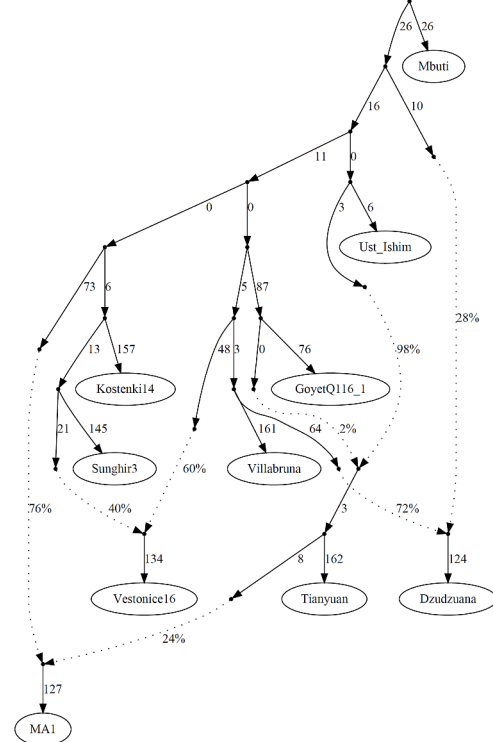 26 26
Mbuti
16 10
11 0
0 0 3 6
Ust_Ishim
73 6 5 87
28%
13 157 48 3 0 76 98%
Kostenki14 GoyetQ116_1
21 145 161 64 2%
Sunghir3 Villabruna
60%
76% 40% 72%
3
134 8 162 124
Vestonice16 Tianyuan Dzudzuana
24%
127
MA1